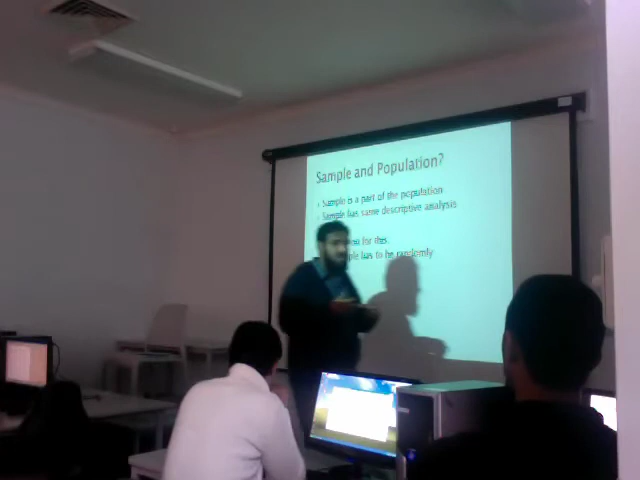 Sample and Population?
Sample is a part of the population
Sample has same descriptive analysis
for this
has to be randomly